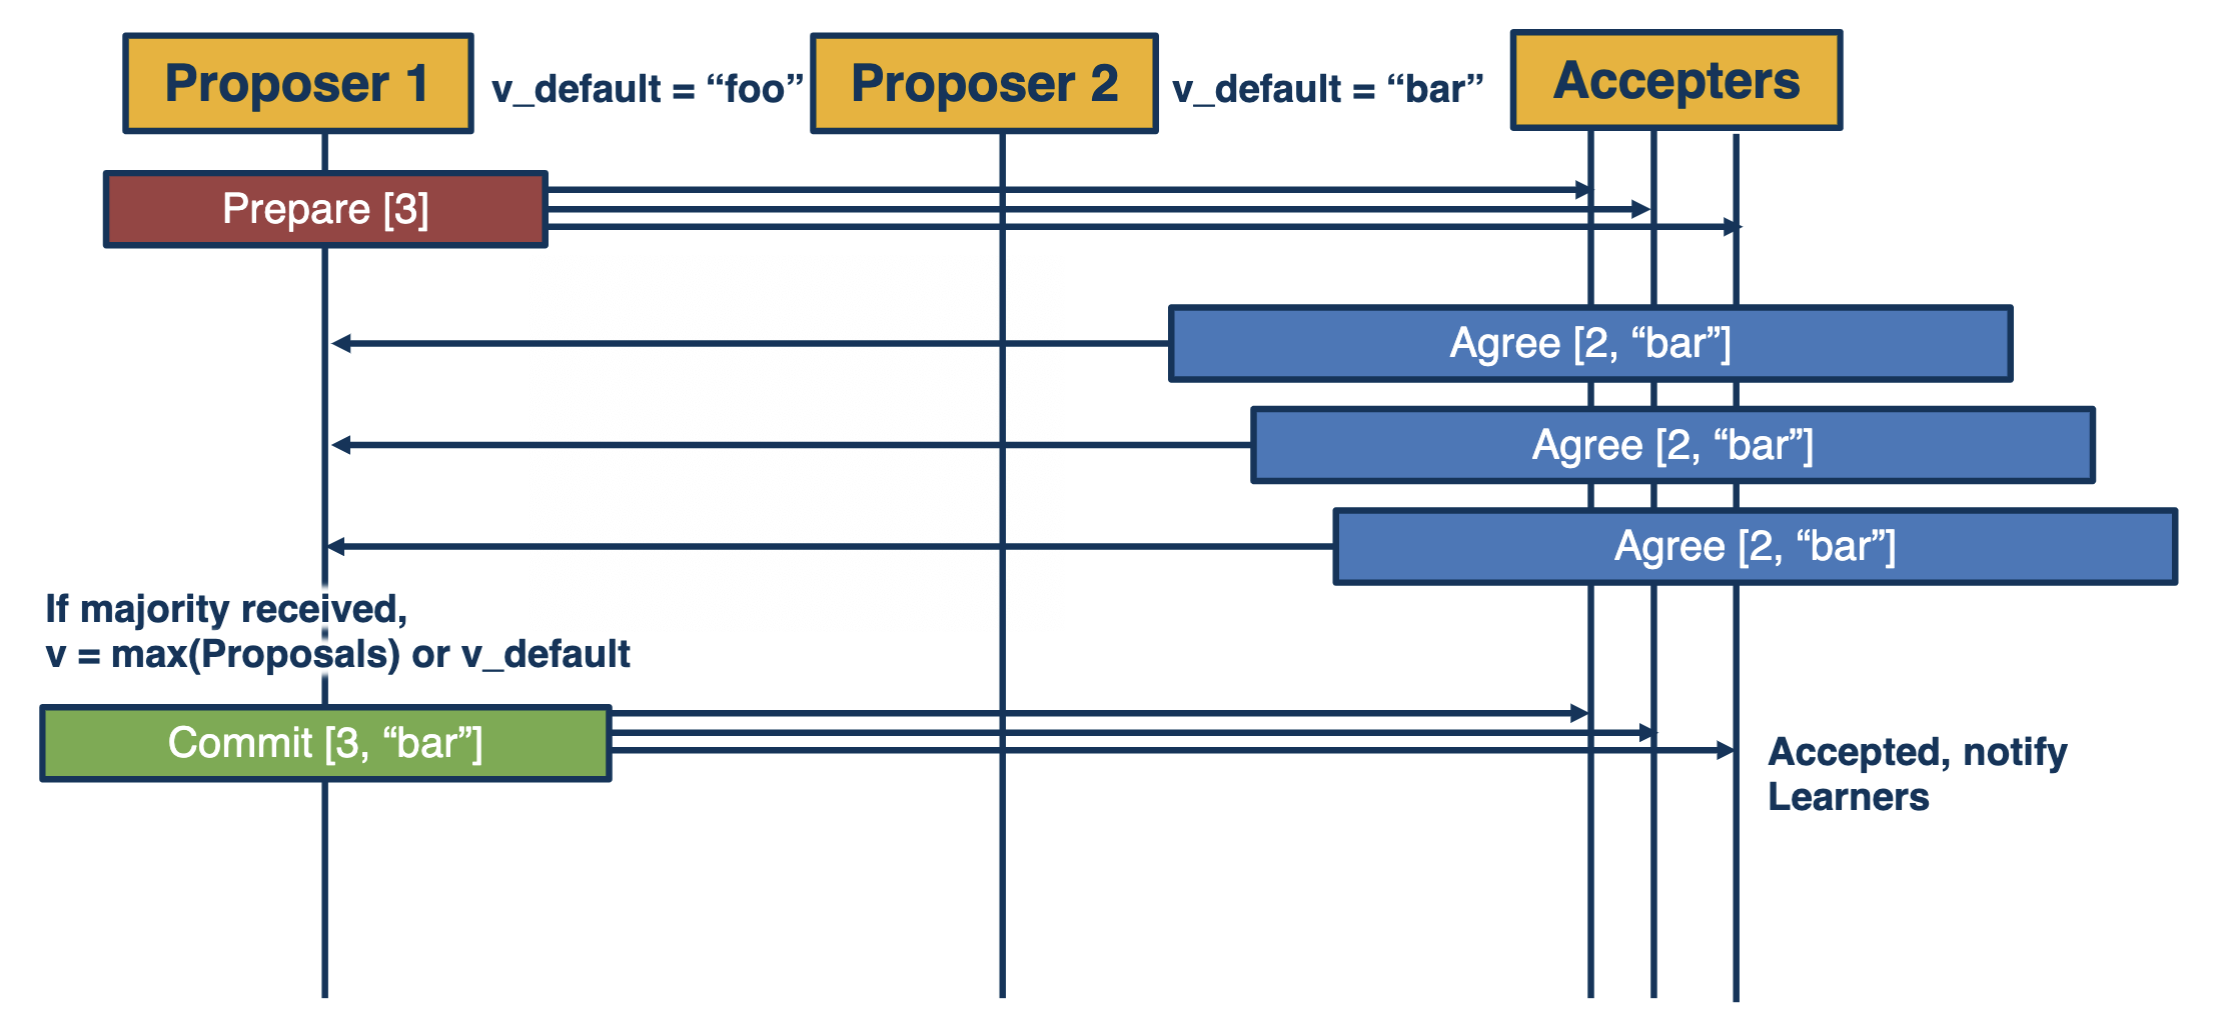 Proposer 1
v_default = “foo”
Proposer 2
v_default = “bar”
Accepters
Prepare [3]
Agree [2, “bar”]
Agree [2, “bar”]
Agree [2, “bar”]
If majority received,
v = max(Proposals) or v_default
Commit [3, “bar”]
Accepted, notify
Learners